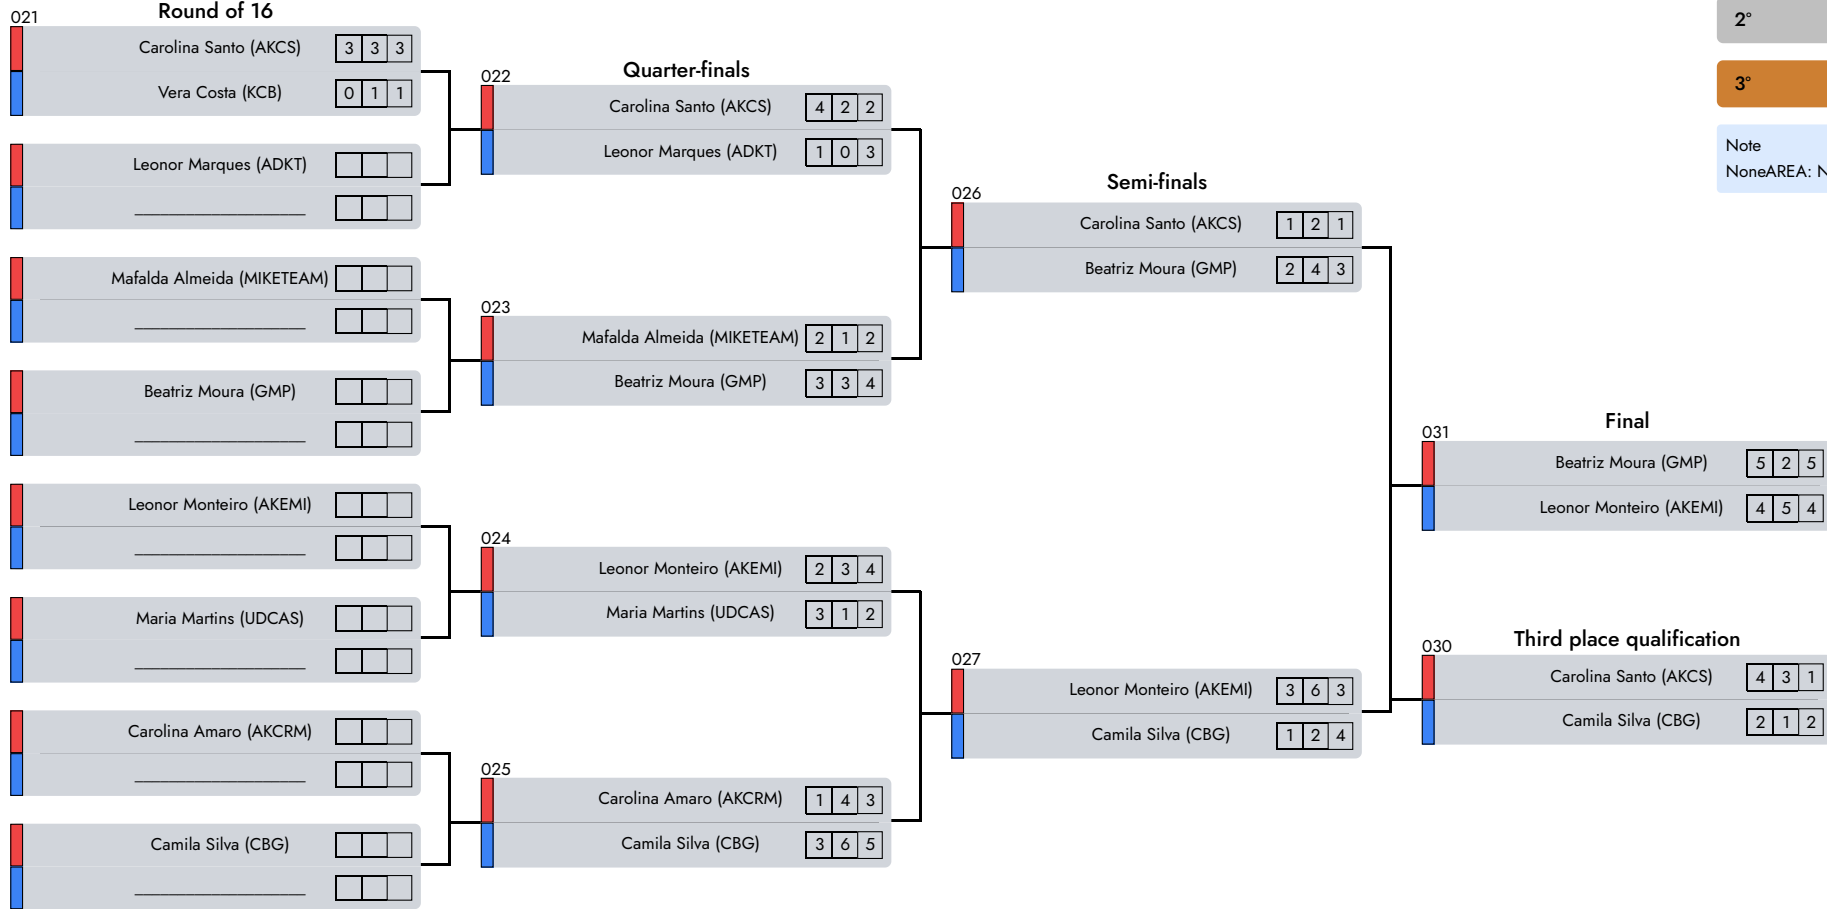 Round of 16
021
Carolina Santo (AKCS) 3 3 3
Vera Costa (KCB) 0 1 1
Leonor Marques (ADKT)
Mafalda Almeida (MIKETEAM)
Beatriz Moura (GMP)
Leonor Monteiro (AKEMI)
Maria Martins (UDCAS)
Carolina Amaro (AKCRM)
Camila Silva (CBG)
Quarter-finals
022
Carolina Santo (AKCS) 4 2 2
Leonor Marques (ADKT) 1 0 3
023
Mafalda Almeida (MIKETEAM) 2 1 2
Beatriz Moura (GMP) 3 3 4
024
Leonor Monteiro (AKEMI) 2 3 4
Maria Martins (UDCAS) 3 1 2
025
Carolina Amaro (AKCRM) 1 4 3
Camila Silva (CBG) 3 6 5
Semi-finals
026
Carolina Santo (AKCS) 1 2 1
Beatriz Moura (GMP) 2 4 3
027
Leonor Monteiro (AKEMI) 3 6 3
Camila Silva (CBG) 1 2 4
Final
031
Beatriz Moura (GMP) 5 2 5
Leonor Monteiro (AKEMI) 4 5 4
Third place qualification
030
Carolina Santo (AKCS) 4 3 1
Camila Silva (CBG) 2 1 2
2°
3°
Note
NoneAREA: N